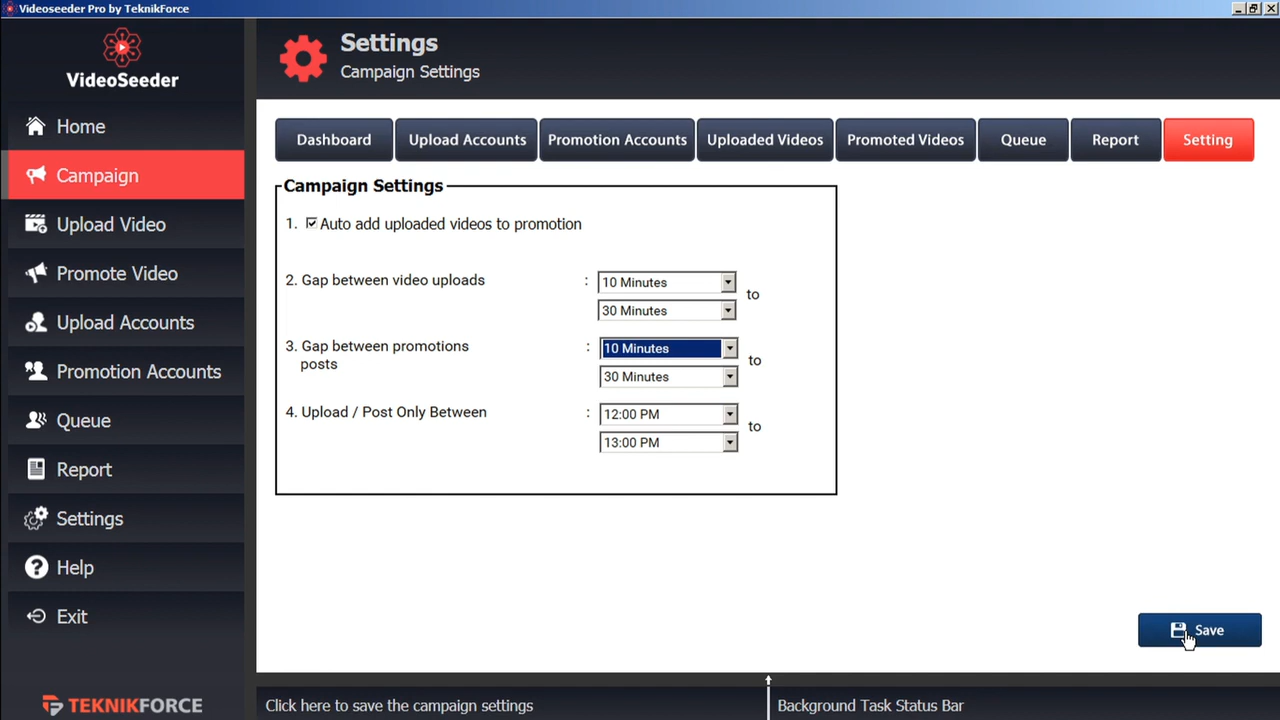 Videoseeder Pro by TeknikForce
VideoSeeder
Home
Campaign
Upload Video
Promote Video
Upload Accounts
Promotion Accounts
Queue
Report
Settings
Help
Exit
TEKNIKFORCE
Settings
Campaign Settings
Dashboard
Upload Accounts
Promotion Accounts
Uploaded Videos
Promoted Videos
Queue
Report
Setting
Campaign Settings
1. Auto add uploaded videos to promotion
2. Gap between video uploads : 10 Minutes to
30 Minutes
3. Gap between promotions : 10 Minutes to
posts 30 Minutes
4. Upload / Post Only Between : 12:00 PM to
13:00 PM
Save
Click here to save the campaign settings
Background Task Status Bar